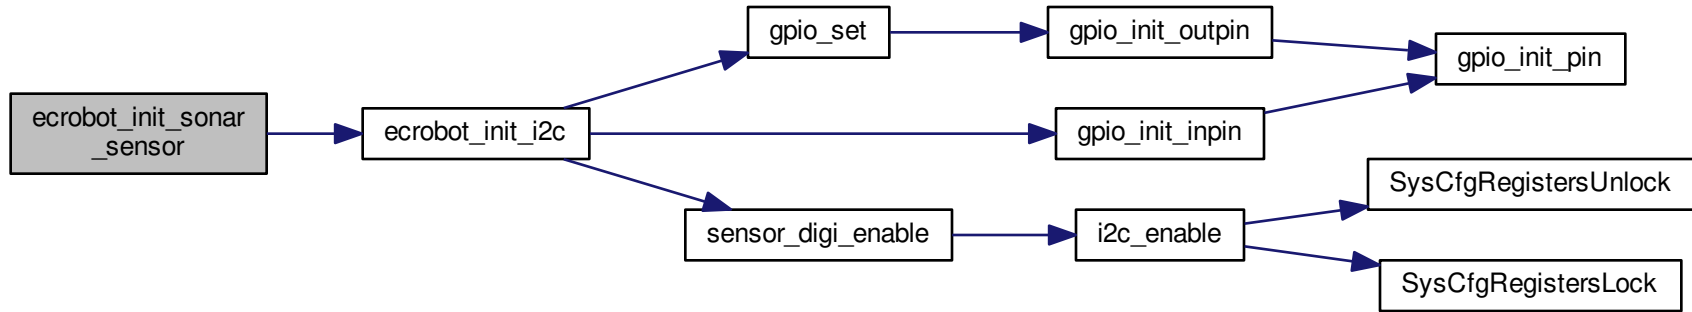 ecrobot_init_sonar
_sensor
ecrobot_init_i2c
gpio_set
gpio_init_outpin
gpio_init_pin
gpio_init_inpin
sensor_digi_enable
i2c_enable
SysCfgRegistersUnlock
SysCfgRegistersLock